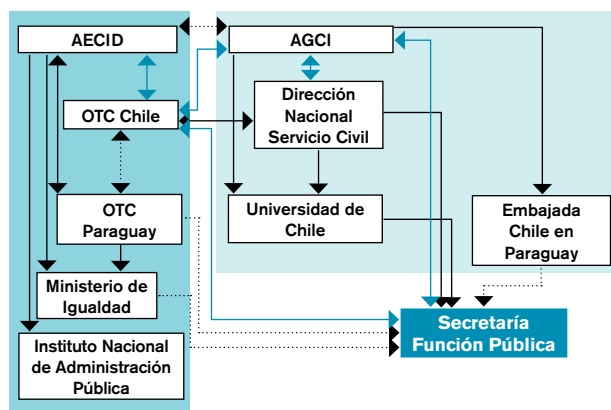 AECID
AGCI
OTC Chile
Dirección
Nacional
Servicio Civil
OTC
Paraguay
Universidad de
Chile
Embajada
Chile en
Paraguay
Ministerio de
Igualdad
Secretaría
Función Pública
Instituto Nacional
de Administración
Pública